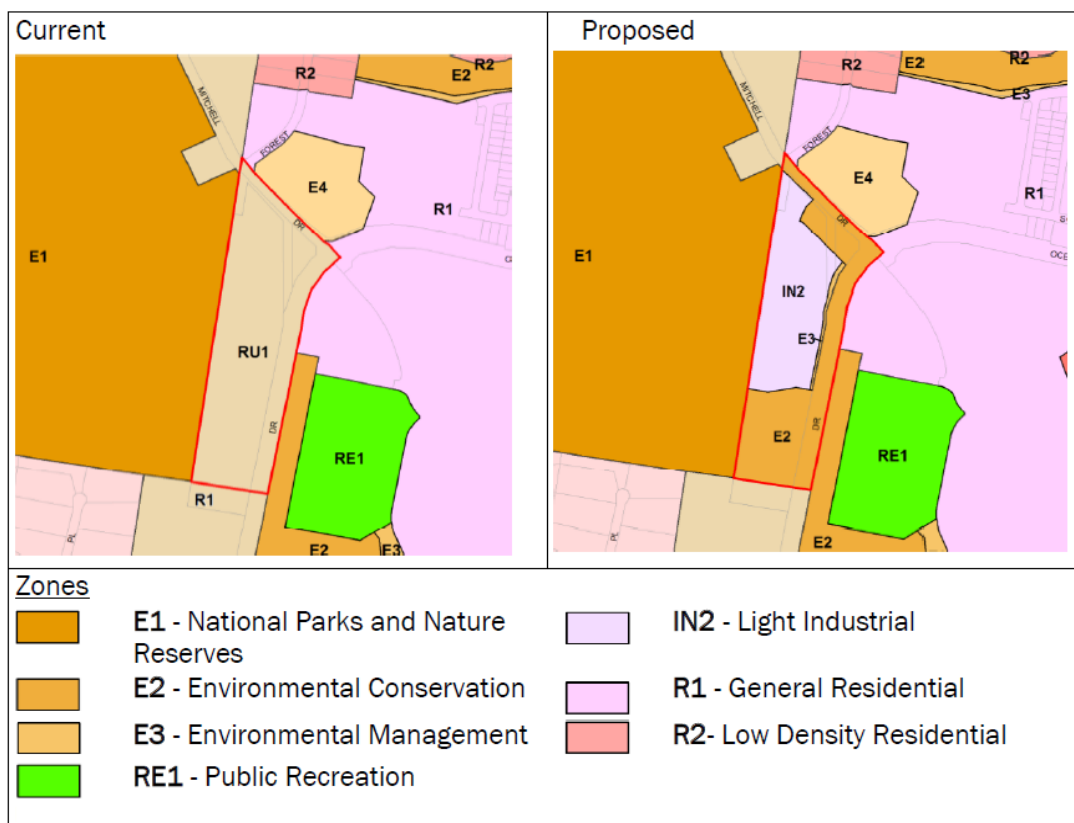 Current
R2
R2
E2
MITCHELL
FOREST
E4
DR
R1
E1
RU1
DR
RE1
R1
PL
E2
E3
Proposed
R2
E2
R2
E3
MITCHELL
FOREST
E4
DR
R1
OCE
E1
IN2
E3
DR
E2
RE1
PL
E2
Zones
E1 - National Parks and Nature
Reserves
E2 - Environmental Conservation
E3 - Environmental Management
RE1 - Public Recreation
IN2 - Light Industrial
R1 - General Residential
R2- Low Density Residential